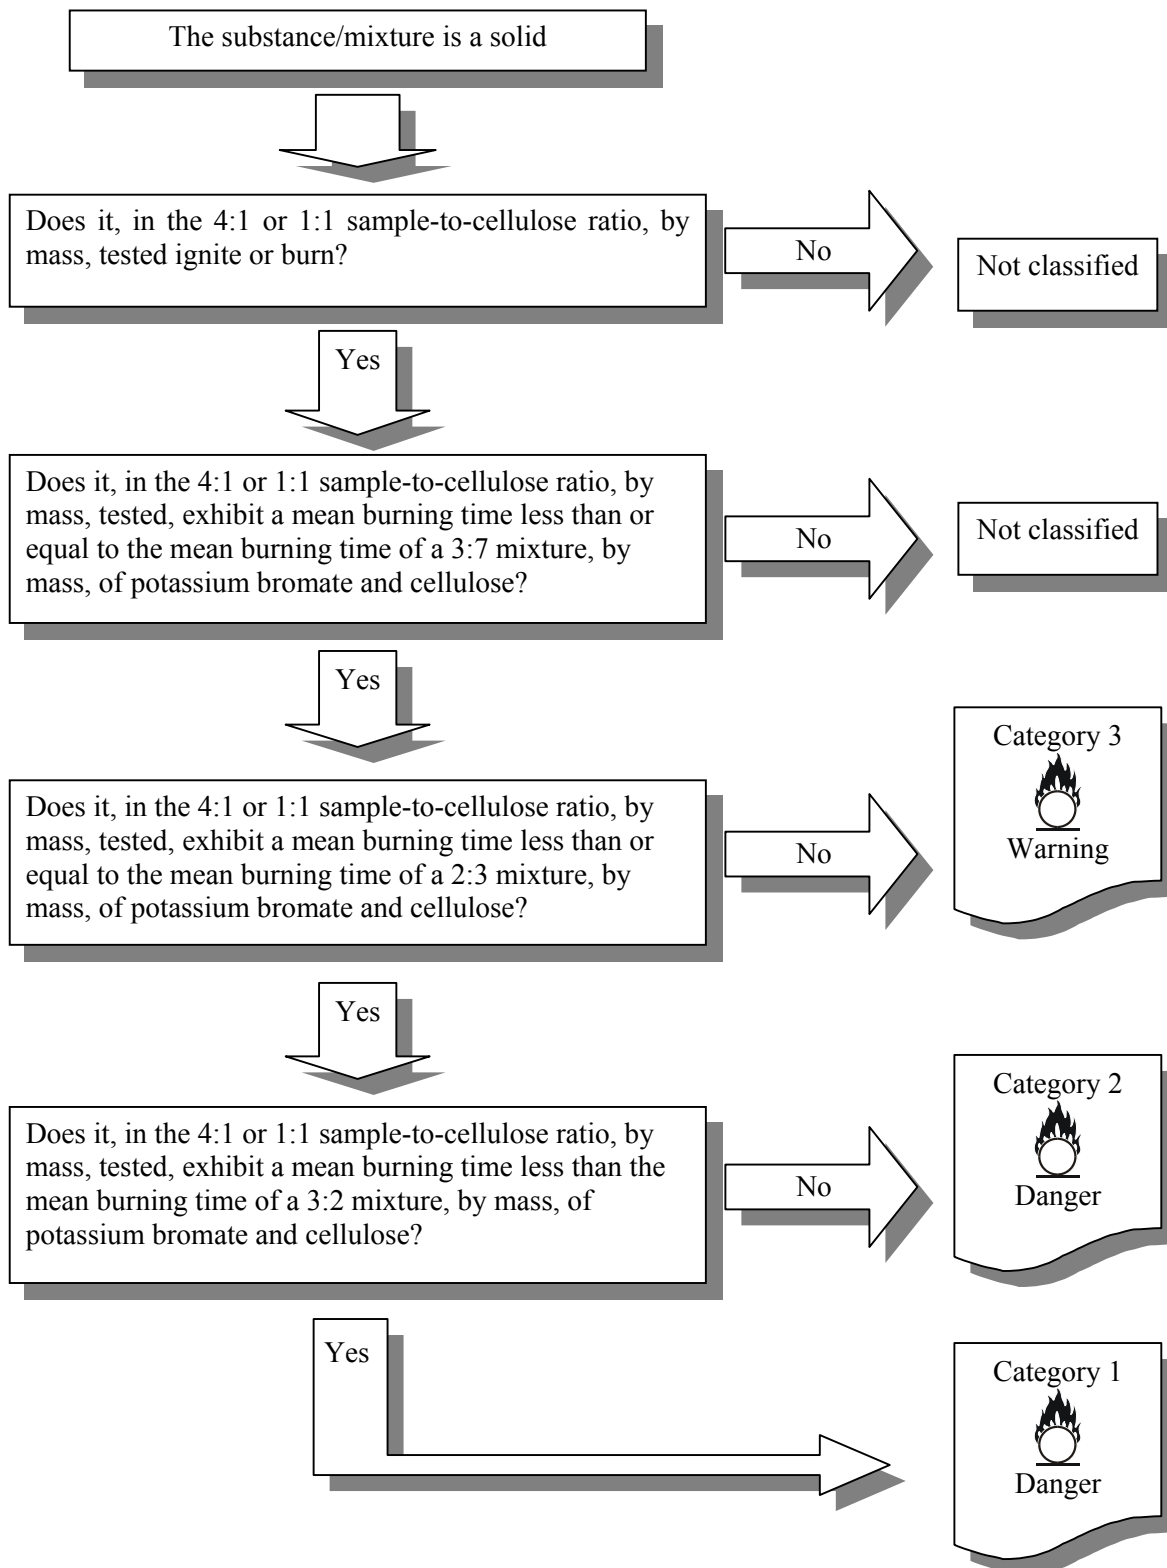 The substance/mixture is a solid
Does it, in the 4:1 or 1:1 sample-to-cellulose ratio, by
mass, tested ignite or burn?
No
Not classified
Yes
Does it, in the 4:1 or 1:1 sample-to-cellulose ratio, by
mass, tested, exhibit a mean burning time less than or
equal to the mean burning time of a 3:7 mixture, by
mass, of potassium bromate and cellulose?
No
Not classified
Yes
Does it, in the 4:1 or 1:1 sample-to-cellulose ratio, by
mass, tested, exhibit a mean burning time less than or
equal to the mean burning time of a 2:3 mixture, by
mass, of potassium bromate and cellulose?
No
Category 3
Warning
Yes
Does it, in the 4:1 or 1:1 sample-to-cellulose ratio, by
mass, tested, exhibit a mean burning time less than the
mean burning time of a 3:2 mixture, by mass, of
potassium bromate and cellulose?
No
Category 2
Danger
Yes
Category 1
Danger